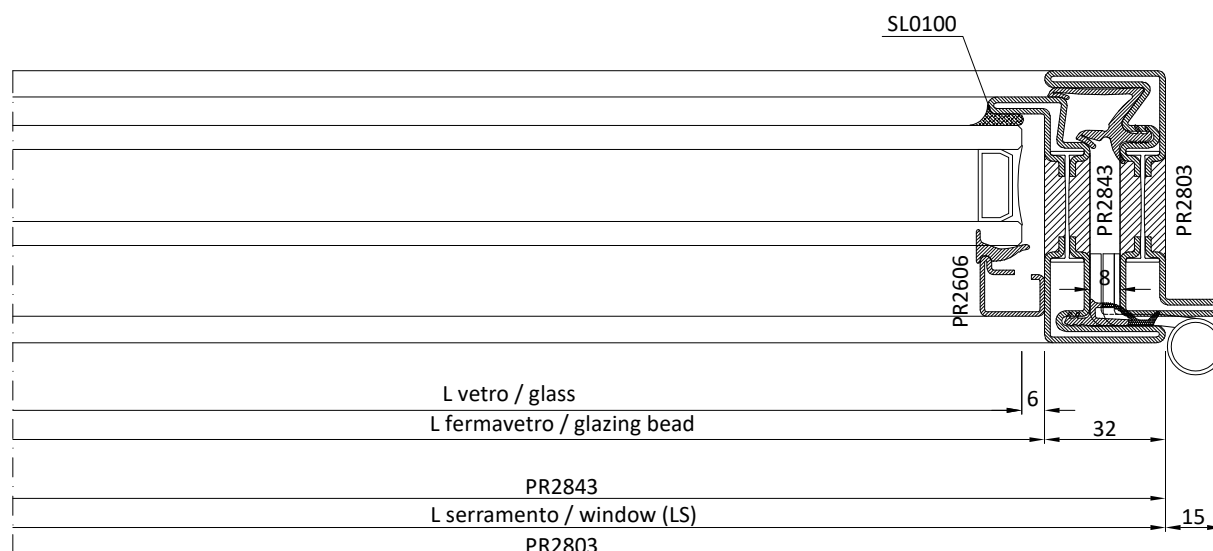 SL0100
PR2843
PR2803
PR2606
8
L vetro / glass
6
L fermavetro / glazing bead
32
PR2843
L serramento / window (LS)
15
PR2803